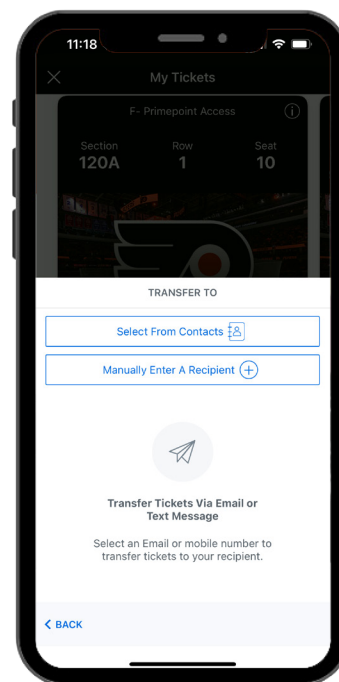 11:18
My Tickets
F- Primepoint Access
Section Row Seat
120A 1 10
TRANSFER TO
Select From Contacts
Manually Enter A Recipient
Transfer Tickets Via Email or
Text Message
Select an Email or mobile number to
transfer tickets to your recipient.
BACK